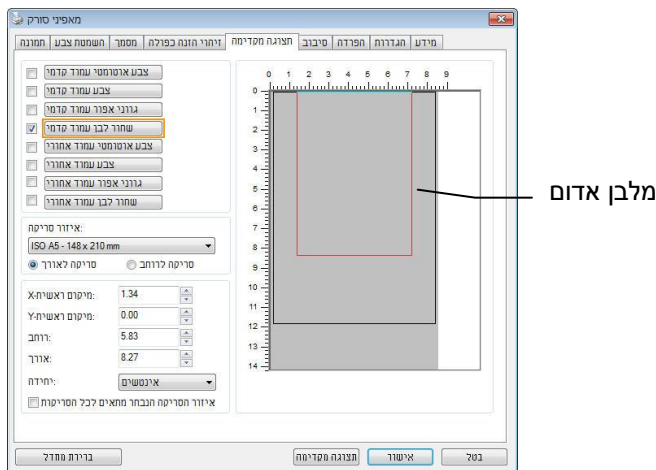 מאפיני סורק
תמונה השמטת צבע מסמך זיהוי הזנה כפולה תצוגה מקדימה סיבוב הפרדה הגדרות מידע
צבע אוטומטי עמוד קדמי
צבע עמוד קדמי
גרוני אפור עמוד קדמי
שחור לבן עמוד קדמי
צבע אוטומטי עמוד אחורי
צבע עמוד אחורי
גווני אפור עמוד אחורי
שחור לבן עמוד אחורי
איזור סריקה:
ISO A5 - 148 x 210 mm
סריקה לאורך סריקה לרוחב
מיקום ראשית-X: 1.34
מיקום ראשית-Y: 0.00
רוחב: 5.83
אורך: 8.27
יחידה: אינטשים
איזור הסריקה הנבחר מתאים לכל הסריקות
0 1 2 3 4 5 6 7 8 9
0
1
2
3
4
5
6
7
8
9
10
11
12
13
14
מלבן אדום
ברירת מחדל תצוגה מקדימה אישור בטל